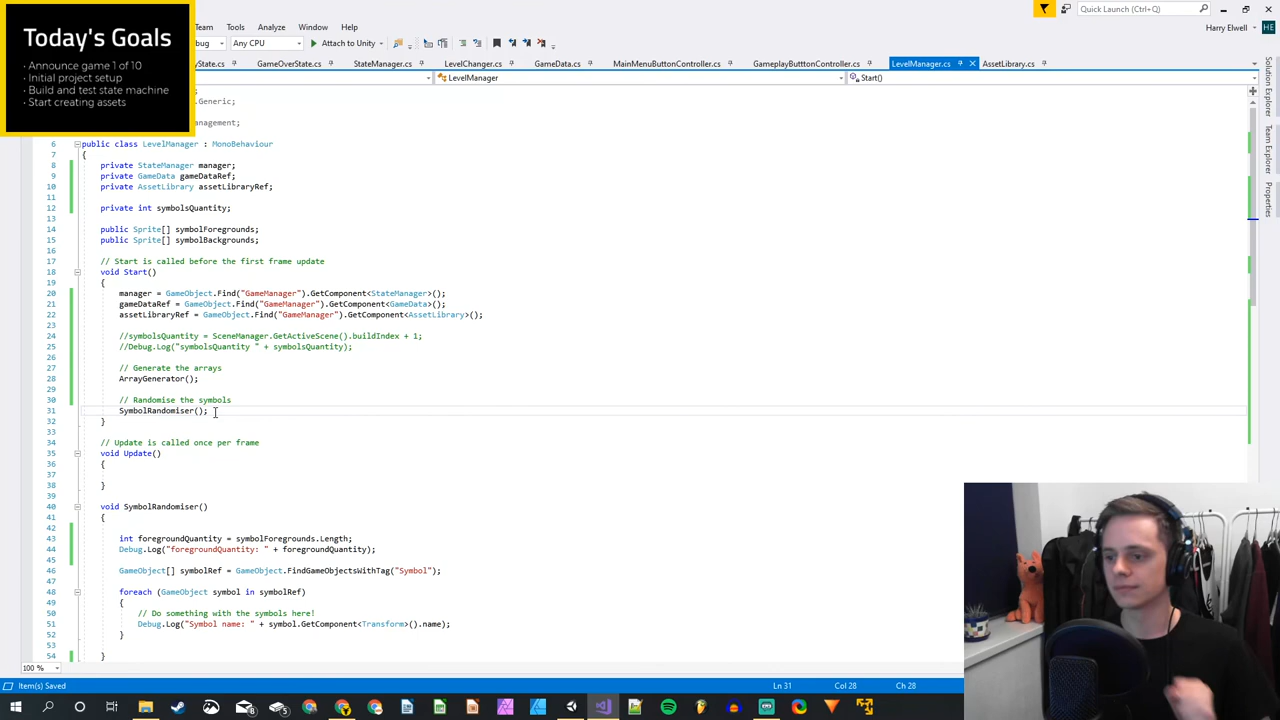 Today's Goals
· Announce game 1 of 10
· Initial project setup
· Build and test state machine
· Start creating assets
Team Tools Analyze Window Help
Quick Launch (Ctrl+Q)
Harry Elwell HE
bug Any CPU Attach to Unity
yState.cs GameOverState.cs StateManager.cs LevelChanger.cs GameData.cs MainMenuButtonController.cs GameplayButttonController.cs LevelManager.cs AssetLibrary.cs
LevelManager Start()
.Generic;
nagement;
6 public class LevelManager : MonoBehaviour
7 {
8 private StateManager manager;
9 private GameData gameDataRef;
10 private AssetLibrary assetLibraryRef;
11
12 private int symbolsQuantity;
13
14 public Sprite[] symbolForegrounds;
15 public Sprite[] symbolBackgrounds;
16
17 // Start is called before the first frame update
18 void Start()
19 {
20 manager = GameObject.Find("GameManager").GetComponent<StateManager>();
21 gameDataRef = GameObject.Find("GameManager").GetComponent<GameData>();
22 assetLibraryRef = GameObject.Find("GameManager").GetComponent<AssetLibrary>();
23
24 //symbolsQuantity = SceneManager.GetActiveScene().buildIndex + 1;
25 //Debug.Log("symbolsQuantity " + symbolsQuantity);
26
27 // Generate the arrays
28 ArrayGenerator();
29
30 // Randomise the symbols
31 SymbolRandomiser();
32 }
33
34 // Update is called once per frame
35 void Update()
36 {
37
38 }
39
40 void SymbolRandomiser()
41 {
42
43 int foregroundQuantity = symbolForegrounds.Length;
44 Debug.Log("foregroundQuantity: " + foregroundQuantity);
45
46 GameObject[] symbolRef = GameObject.FindGameObjectsWithTag("Symbol");
47
48 foreach (GameObject symbol in symbolRef)
49 {
50 // Do something with the symbols here!
51 Debug.Log("Symbol name: " + symbol.GetComponent<Transform>().name);
52 }
53
54 }
Solution Explorer
Team Explorer
Properties
100 %
Item(s) Saved Ln 31 Col 28 Ch 28